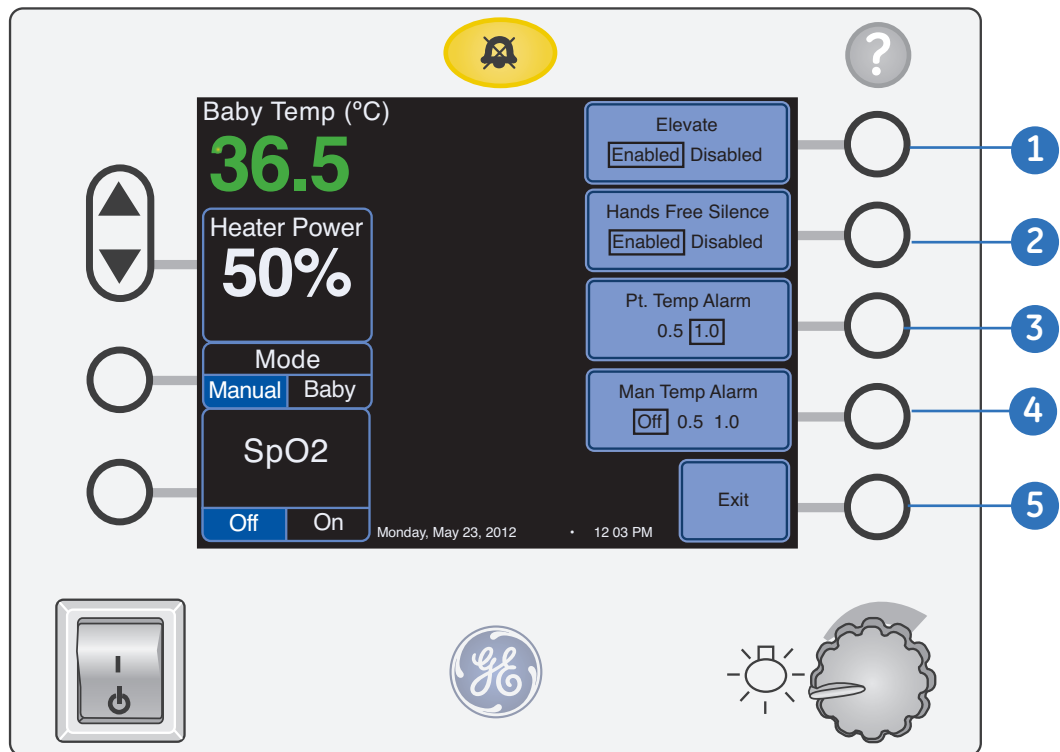 ?
Baby Temp (ºC)
36.5
Heater Power
50%
Mode
Manual Baby
SpO2
Off On
Elevate
Enabled Disabled
Hands Free Silence
Enabled Disabled
Pt. Temp Alarm
0.5 1.0
Man Temp Alarm
Off 0.5 1.0
Exit
Monday, May 23, 2012 • 12 03 PM
1
2
3
4
5
I
GE